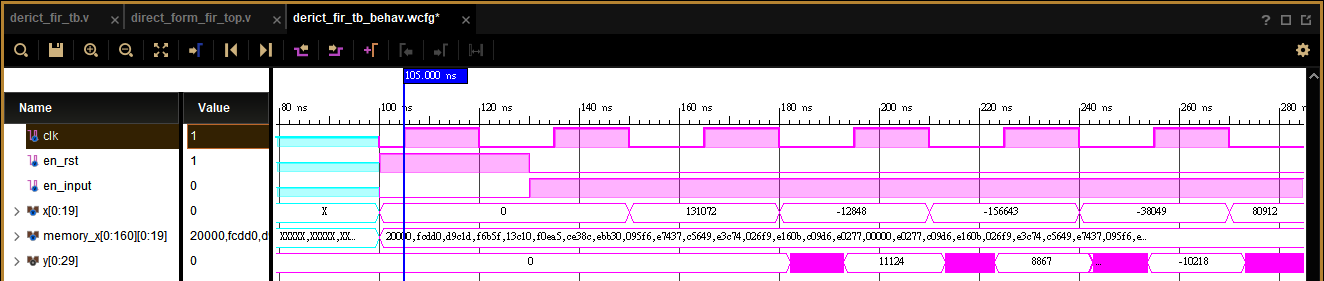 derict_fir_tb.v direct_form_fir_top.v derict_fir_tb_behav.wcfg*
105.000 ns
Name Value
80 ns 100 ns 120 ns 140 ns 160 ns 180 ns 200 ns 220 ns 240 ns 260 ns 280
clk 1
en_rst 1
en_input 0
x[0:19] 0 X 0 131072 -12848 -156643 -38049 80912
memory_x[0:160][0:19] 20000,fcdd0,d XXXXX,XXXXX,XX... 20000,fcdd0,d9c1d,f6b5f,13c10,f0ea5,ce38c,ebb30,095f6,e7437,c5649,e3c74,026f9,e160b,c09d6,e0277,00000,e0277,c09d6,e160b,026f9,e3c74,c5649,e7437,095f6,e...
y[0:29] 0 0 11124 8867 ... -10218